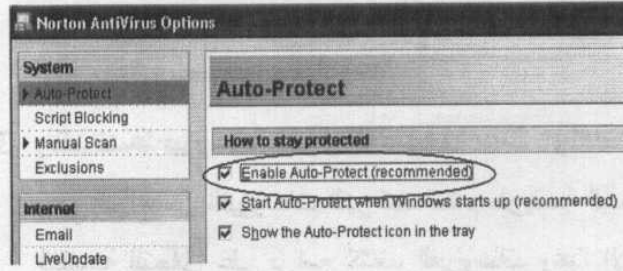 Norton AntiVirus Options
System
Auto-Protect
Script Blocking
Manual Scan
Exclusions
Internet
Email
LiveUpdate
Auto-Protect
How to stay protected
Enable Auto-Protect (recommended)
Start Auto-Protect when Windows starts up (recommended)
Show the Auto-Protect icon in the tray